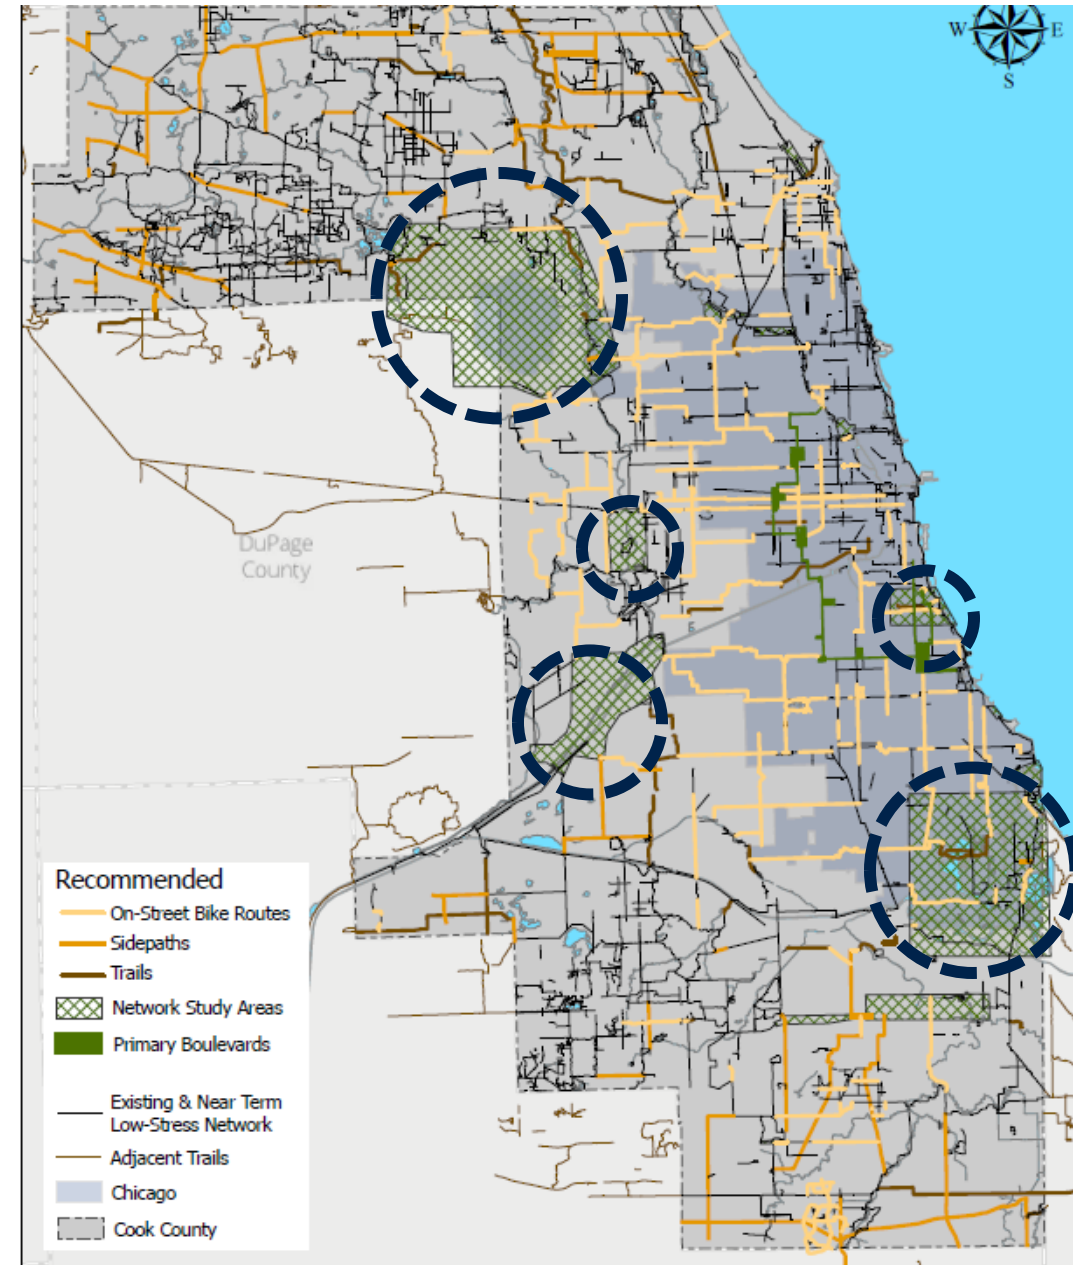 W
E
S
DuPage
County
Recommended
On-Street Bike Routes
Sidepaths
Trails
Network Study Areas
Primary Boulevards
Existing & Near Term
Low-Stress Network
Adjacent Trails
Chicago
Cook County